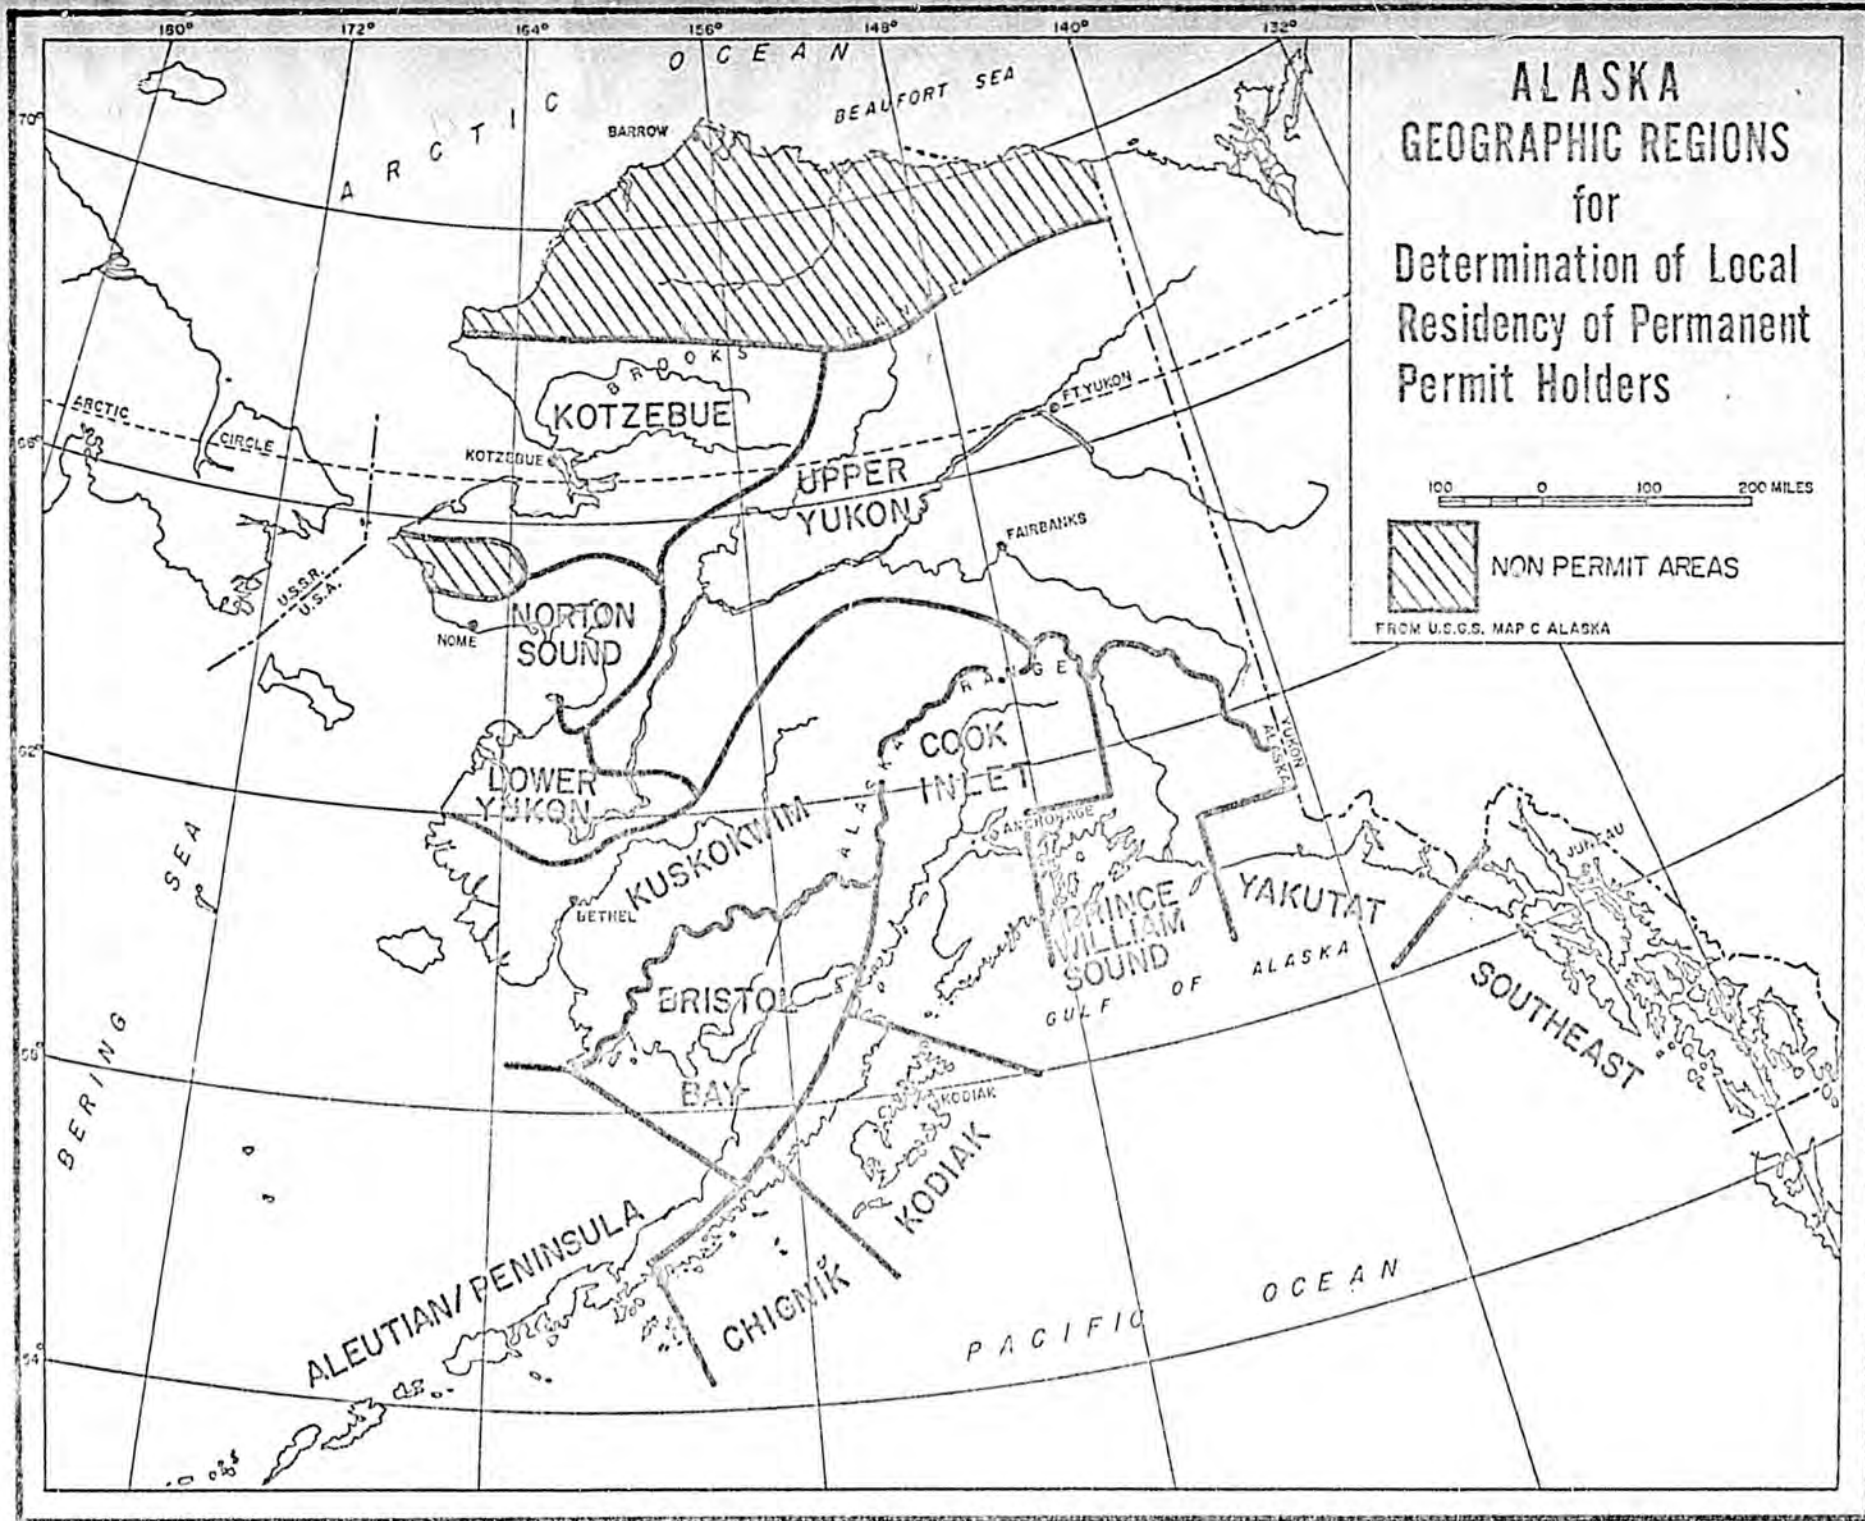 180° 172° 164° 156° 148° 140° 132°
ARCTIC OCEAN
BEAUFORT SEA
BARROW
ALASKA
GEOGRAPHIC REGIONS
for
Determination of Local
Residency of Permanent
Permit Holders
100 0 100 200 MILES
NON PERMIT AREAS
FROM U.S.G.S. MAP C ALASKA
70°
66°
62°
58°
54°
BROOKS RANGE
KOTZEBUE
KOTZEBUE
ARCTIC CIRCLE
FT. YUKON
UPPER
YUKON
FAIRBANKS
U.S.S.R.
U.S.A.
NORTON
SOUND
NOME
ALASKA RANGE
COOK
INLET
YUKON
ALASKA
LOWER
YUKON
KUSKOKWIM
ANCHORAGE
JUNEAU
BETHEL
PRINCE
WILLIAM
SOUND
YAKUTAT
GULF OF ALASKA
SOUTHEAST
BRISTOL
BAY
BERING SEA
KODIAK
KODIAK
ALEUTIAN/PENINSULA
CHIGNIK
PACIFIC OCEAN